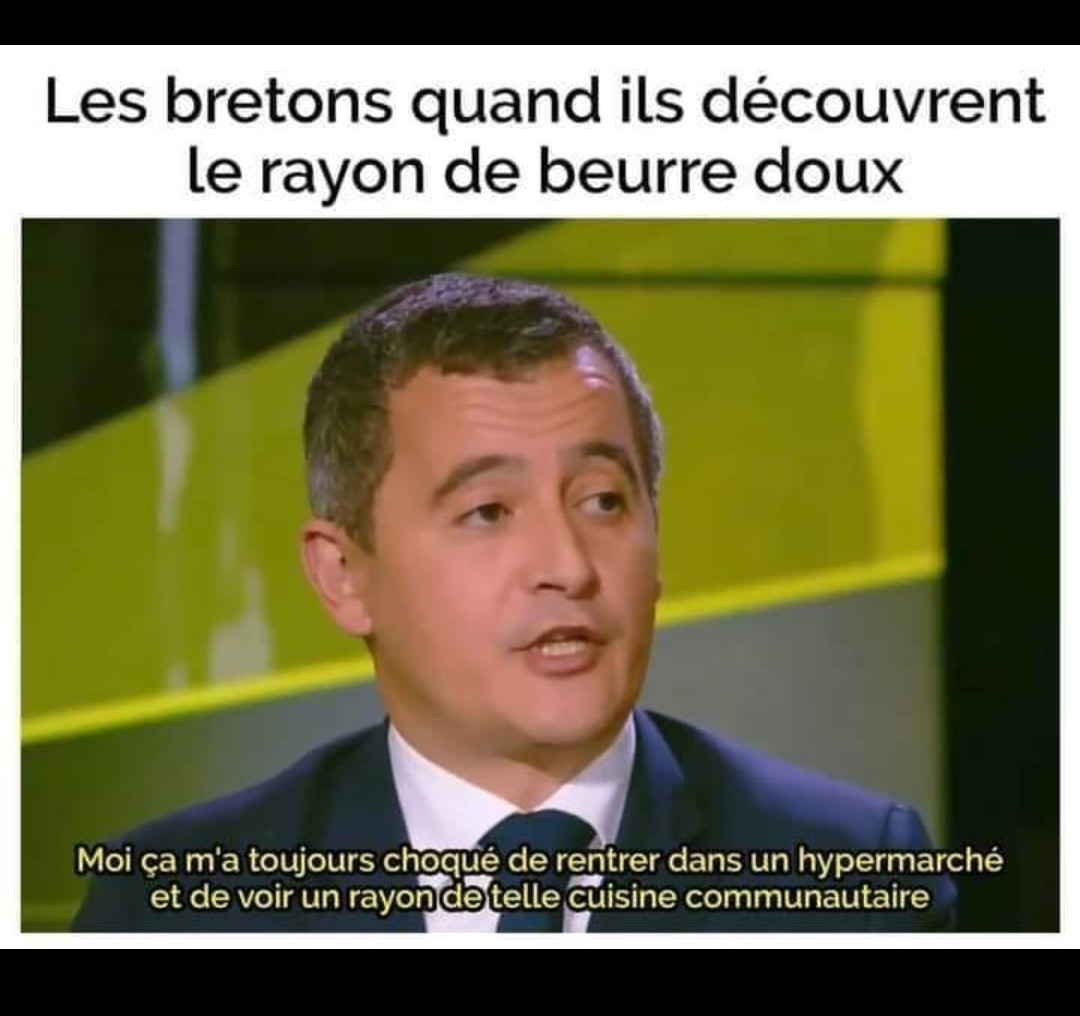 Les bretons quand ils découvrent
le rayon de beurre doux
Moi ça m'a toujours choqué de rentrer dans un hypermarché
et de voir un rayon de telle cuisine communautaire